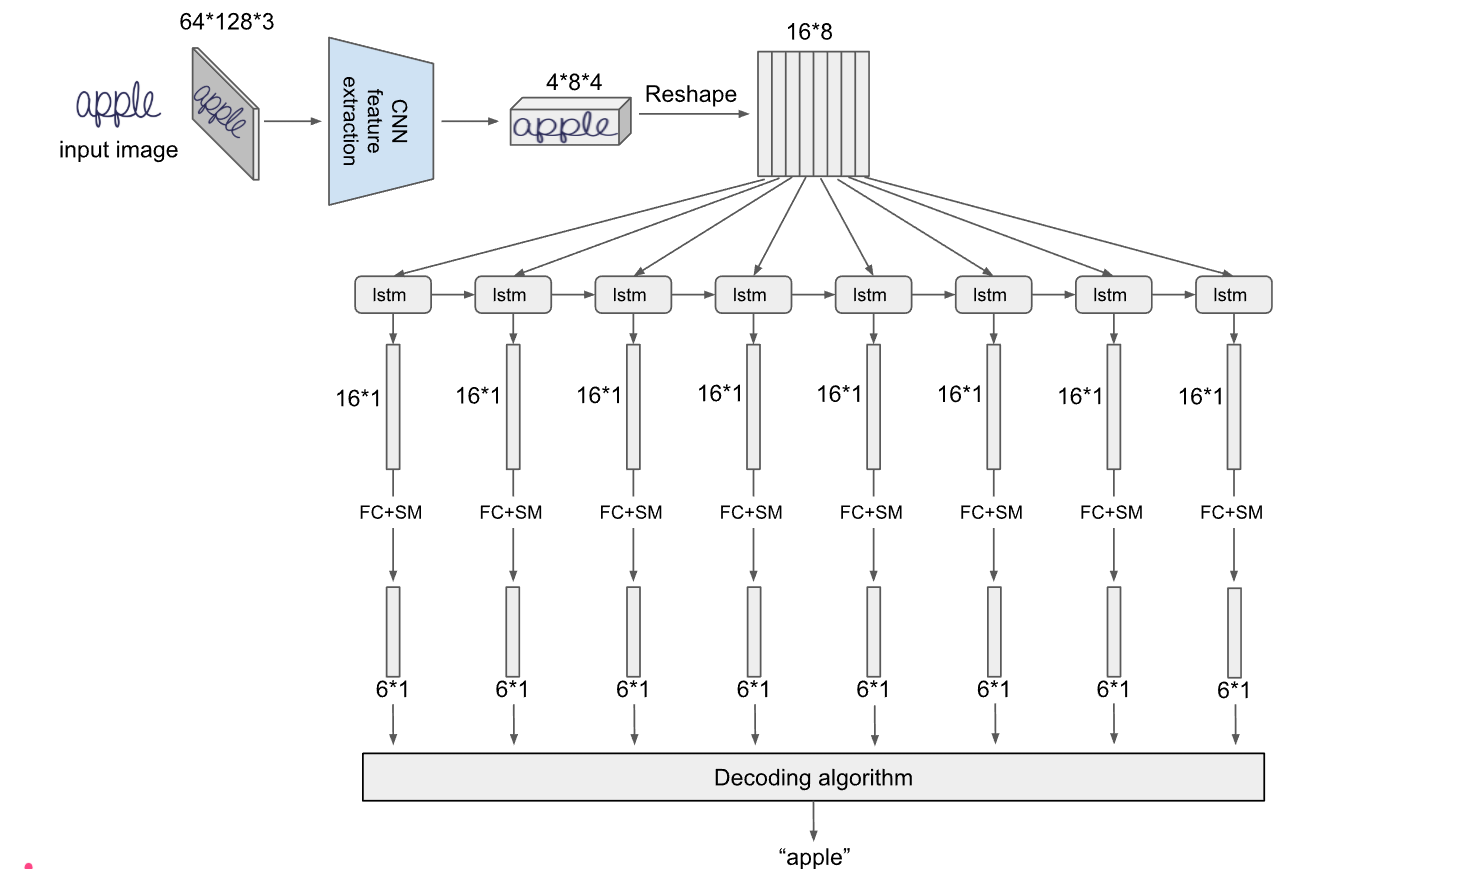 64*128*3
apple
input image
apple
CNN
feature
extraction
4*8*4
apple
Reshape
16*8
lstm lstm lstm lstm lstm lstm lstm lstm
16*1 16*1 16*1 16*1 16*1 16*1 16*1 16*1
FC+SM FC+SM FC+SM FC+SM FC+SM FC+SM FC+SM FC+SM
6*1 6*1 6*1 6*1 6*1 6*1 6*1 6*1
Decoding algorithm
“apple”